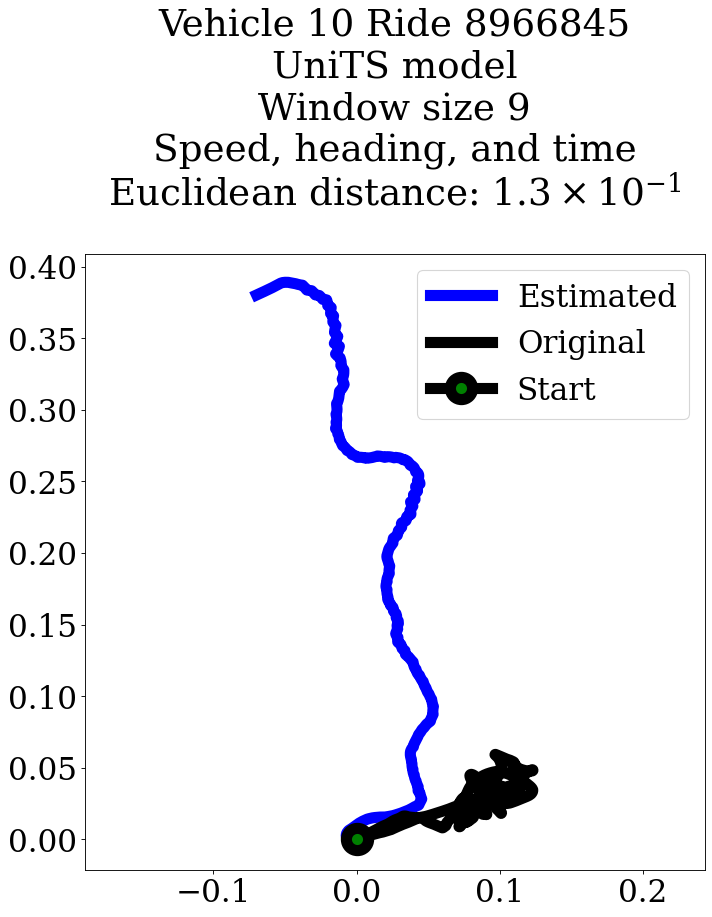 Vehicle 10 Ride 8966845
UniTS model
Window size 9
Speed, heading, and time
Euclidean distance: 1.3 × 10⁻¹
Estimated
Original
Start
0.40
0.35
0.30
0.25
0.20
0.15
0.10
0.05
0.00
−0.1 0.0 0.1 0.2